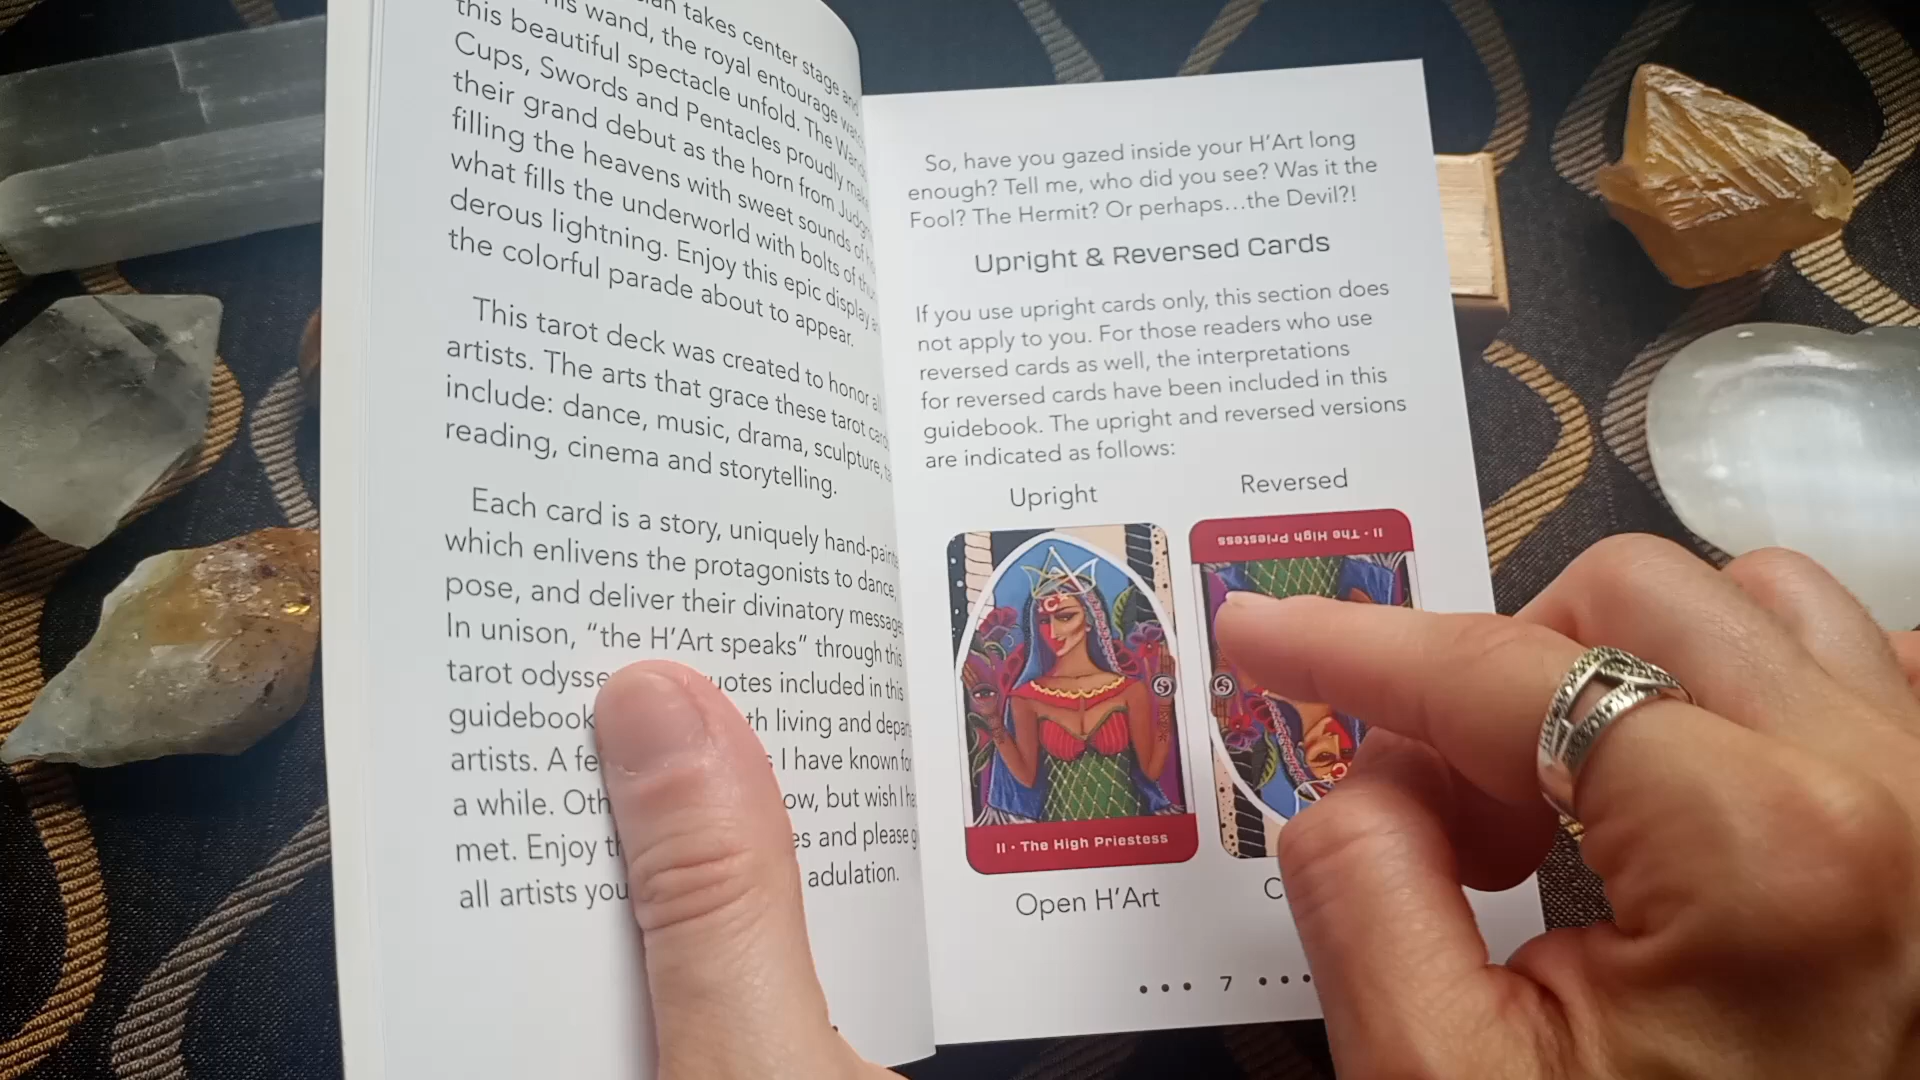 takes center stage
wand, the royal entourage
this beautiful spectacle unfold. The
Cups, Swords and Pentacles proudly
their grand debut as the horn from
filling the heavens with sweet sounds of
what fills the underworld with bolts of
derous lightning. Enjoy this epic display
the colorful parade about to appear.
This tarot deck was created to honor
artists. The arts that grace these tarot
include: dance, music, drama, sculpture,
reading, cinema and storytelling.
Each card is a story, uniquely
which enlivens the protagonists to dance,
pose, and deliver their divinatory
In unison, “the H’Art speaks” through this
tarot included in this
guidebook living and
artists. A I have known
a while. but wish I
met. Enjoy and please
all artists you adulation.
So, have you gazed inside your H’Art long
enough? Tell me, who did you see? Was it the
Fool? The Hermit? Or perhaps...the Devil?!
Upright & Reversed Cards
If you use upright cards only, this section does
not apply to you. For those readers who use
reversed cards as well, the interpretations
for reversed cards have been included in this
guidebook. The upright and reversed versions
are indicated as follows:
Upright
Reversed
II • The High Priestess
II • The High Priestess
Open H’Art
••• 7 •••